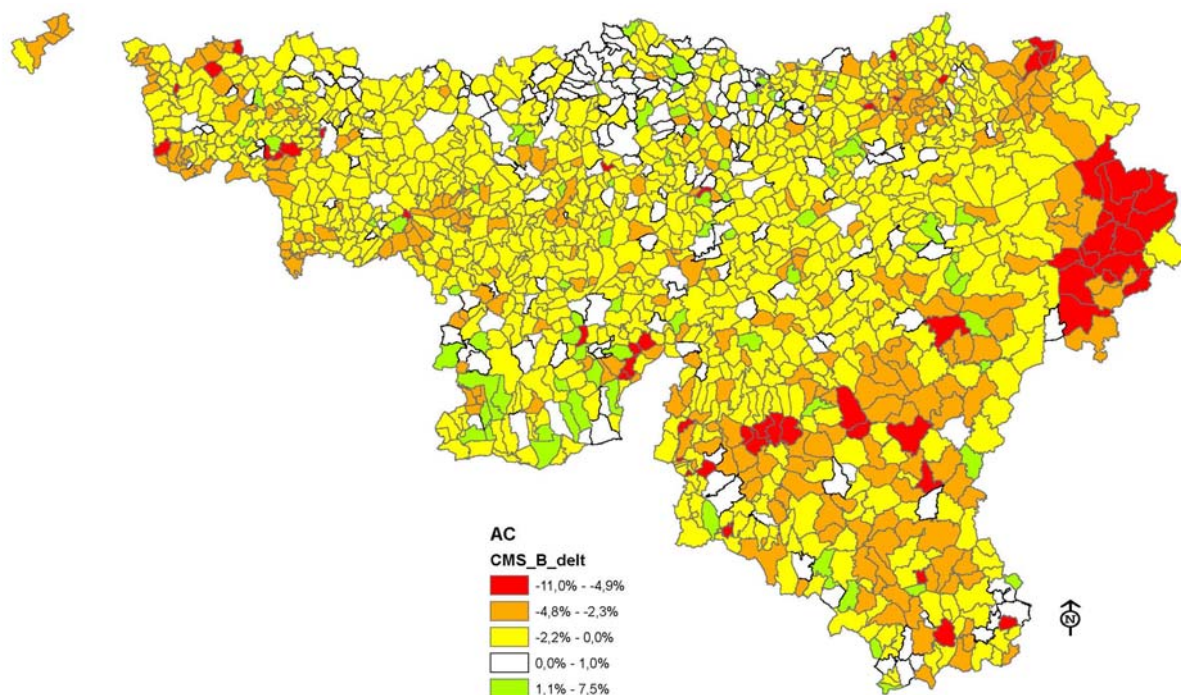 AC
CMS_B_delt
-11,0% - -4,9%
-4,8% - -2,3%
-2,2% - 0,0%
0,0% - 1,0%
1,1% - 7,5%
N